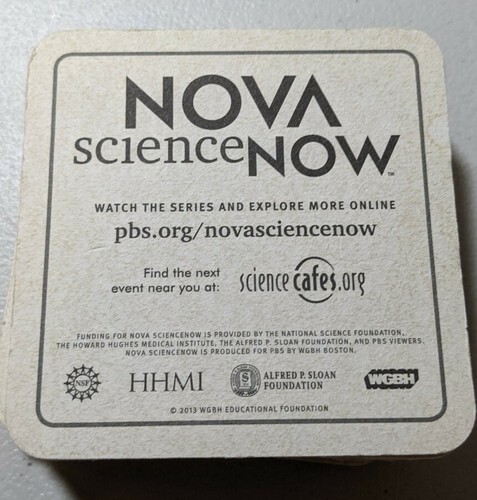 NOVA
scienceNOW™
WATCH THE SERIES AND EXPLORE MORE ONLINE
pbs.org/novasciencenow
Find the next
event near you at:
science cafes.org
FUNDING FOR NOVA SCIENCENOW IS PROVIDED BY THE NATIONAL SCIENCE FOUNDATION,
THE HOWARD HUGHES MEDICAL INSTITUTE, THE ALFRED P. SLOAN FOUNDATION, AND PBS VIEWERS.
NOVA SCIENCENOW IS PRODUCED FOR PBS BY WGBH BOSTON.
NSF
HHMI
ALFRED P. SLOAN
FOUNDATION
WGBH
© 2013 WGBH EDUCATIONAL FOUNDATION